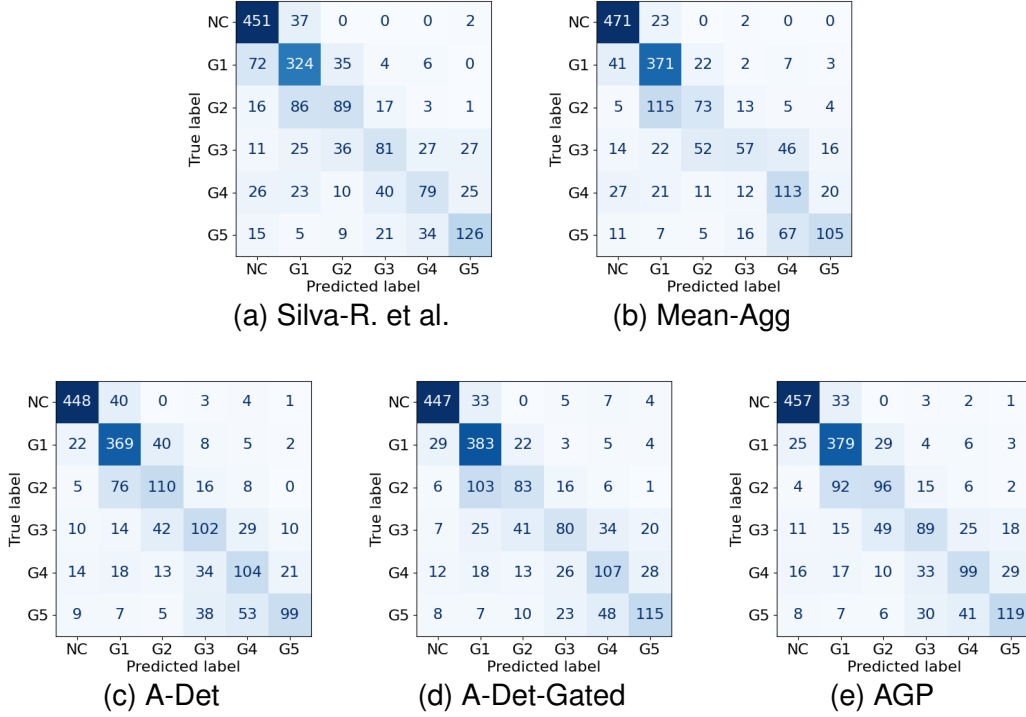 NC 451 37 0 0 0 2
G1 72 324 35 4 6 0
G2 16 86 89 17 3 1
G3 11 25 36 81 27 27
G4 26 23 10 40 79 25
G5 15 5 9 21 34 126
NC G1 G2 G3 G4 G5
True label
Predicted label
(a) Silva-R. et al.
NC 471 23 0 2 0 0
G1 41 371 22 2 7 3
G2 5 115 73 13 5 4
G3 14 22 52 57 46 16
G4 27 21 11 12 113 20
G5 11 7 5 16 67 105
NC G1 G2 G3 G4 G5
True label
Predicted label
(b) Mean-Agg
NC 448 40 0 3 4 1
G1 22 369 40 8 5 2
G2 5 76 110 16 8 0
G3 10 14 42 102 29 10
G4 14 18 13 34 104 21
G5 9 7 5 38 53 99
NC G1 G2 G3 G4 G5
True label
Predicted label
(c) A-Det
NC 447 33 0 5 7 4
G1 29 383 22 3 5 4
G2 6 103 83 16 6 1
G3 7 25 41 80 34 20
G4 12 18 13 26 107 28
G5 8 7 10 23 48 115
NC G1 G2 G3 G4 G5
True label
Predicted label
(d) A-Det-Gated
NC 457 33 0 3 2 1
G1 25 379 29 4 6 3
G2 4 92 96 15 6 2
G3 11 15 49 89 25 18
G4 16 17 10 33 99 29
G5 8 7 6 30 41 119
NC G1 G2 G3 G4 G5
True label
Predicted label
(e) AGP